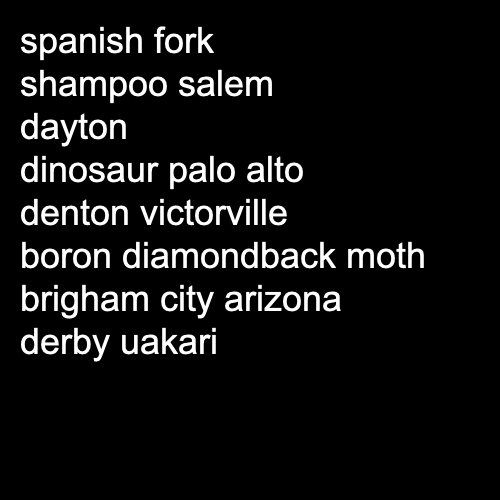 spanish fork
shampoo salem
dayton
dinosaur palo alto
denton victorville
boron diamondback moth
brigham city arizona
derby uakari